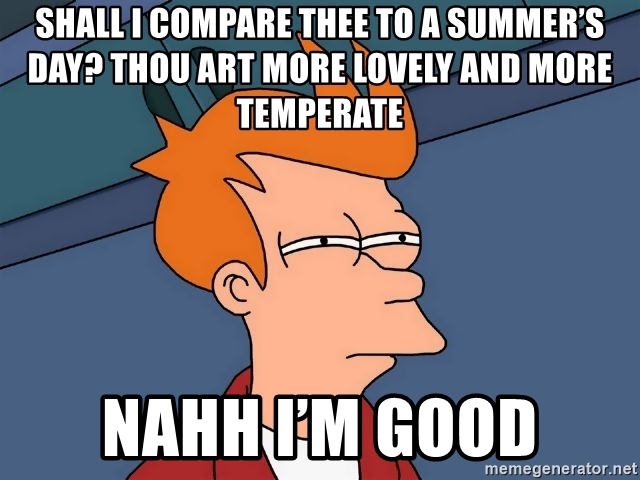 SHALL I COMPARE THEE TO A SUMMER’S
DAY? THOU ART MORE LOVELY AND MORE
TEMPERATE
NAHH I’M GOOD
memegenerator.net